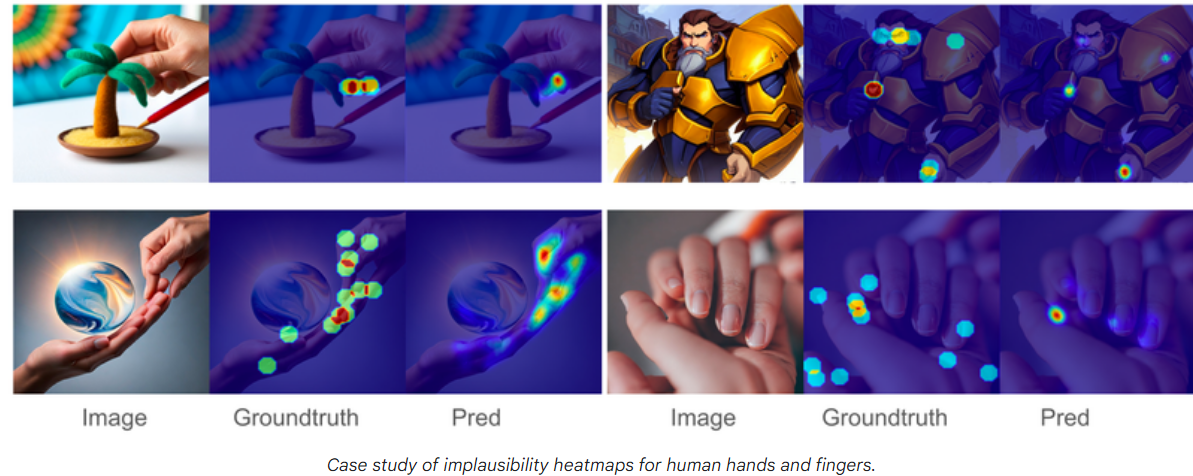 Image Groundtruth Pred Image Groundtruth Pred
Case study of implausibility heatmaps for human hands and fingers.